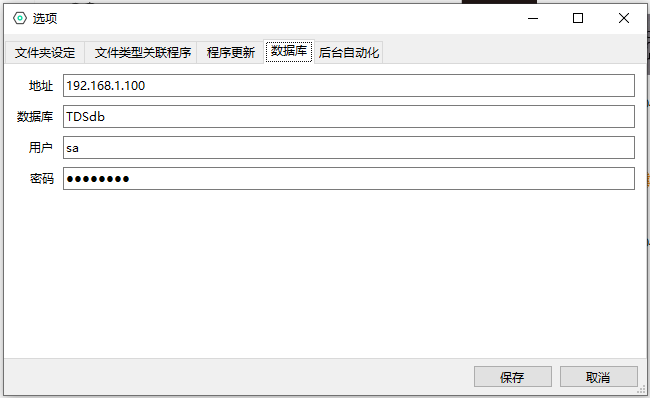 选项
文件夹设定 文件类型关联程序 程序更新 数据库 后台自动化
地址 192.168.1.100
数据库 TDSdb
用户 sa
密码 ●●●●●●●●
保存 取消